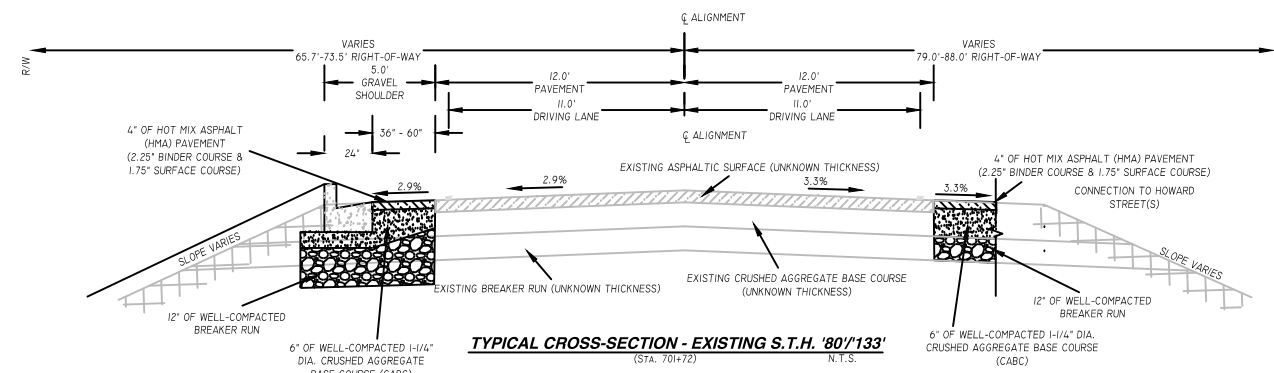 ℄ ALIGNMENT
R/W
VARIES
65.7'-73.5' RIGHT-OF-WAY
VARIES
79.0'-88.0' RIGHT-OF-WAY
5.0'
GRAVEL
SHOULDER
12.0'
PAVEMENT
12.0'
PAVEMENT
11.0'
DRIVING LANE
11.0'
DRIVING LANE
36" - 60"
24"
℄ ALIGNMENT
4" OF HOT MIX ASPHALT
(HMA) PAVEMENT
(2.25" BINDER COURSE &
1.75" SURFACE COURSE)
EXISTING ASPHALTIC SURFACE (UNKNOWN THICKNESS)
4" OF HOT MIX ASPHALT (HMA) PAVEMENT
(2.25" BINDER COURSE & 1.75" SURFACE COURSE)
CONNECTION TO HOWARD
STREET(S)
2.9%
2.9%
3.3%
3.3%
SLOPE VARIES
SLOPE VARIES
EXISTING BREAKER RUN (UNKNOWN THICKNESS)
EXISTING CRUSHED AGGREGATE BASE COURSE
(UNKNOWN THICKNESS)
12" OF WELL-COMPACTED
BREAKER RUN
12" OF WELL-COMPACTED
BREAKER RUN
6" OF WELL-COMPACTED 1-1/4"
DIA. CRUSHED AGGREGATE
BASE COURSE (CABC)
6" OF WELL-COMPACTED 1-1/4" DIA.
CRUSHED AGGREGATE BASE COURSE
(CABC)
TYPICAL CROSS-SECTION - EXISTING S.T.H. '80'/'133'
(STA. 701+72)
N.T.S.